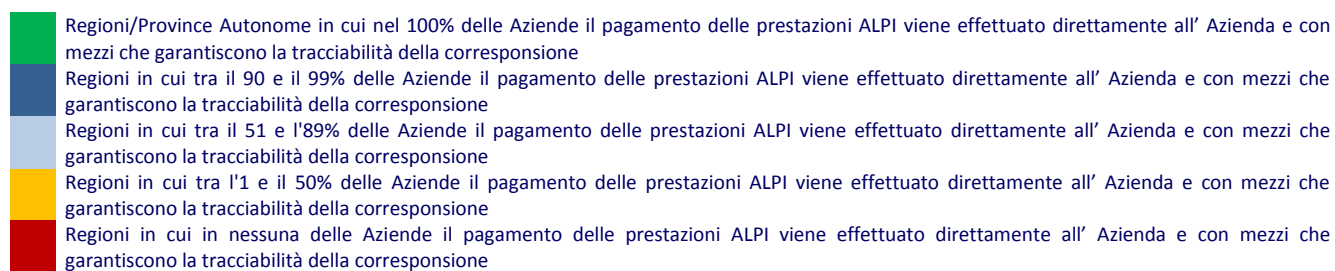 Regioni/Province Autonome in cui nel 100% delle Aziende il pagamento delle prestazioni ALPI viene effettuato direttamente all’ Azienda e con
mezzi che garantiscono la tracciabilità della corresponsione
Regioni in cui tra il 90 e il 99% delle Aziende il pagamento delle prestazioni ALPI viene effettuato direttamente all’ Azienda e con mezzi che
garantiscono la tracciabilità della corresponsione
Regioni in cui tra il 51 e l'89% delle Aziende il pagamento delle prestazioni ALPI viene effettuato direttamente all’ Azienda e con mezzi che
garantiscono la tracciabilità della corresponsione
Regioni in cui tra l'1 e il 50% delle Aziende il pagamento delle prestazioni ALPI viene effettuato direttamente all’ Azienda e con mezzi che
garantiscono la tracciabilità della corresponsione
Regioni in cui in nessuna delle Aziende il pagamento delle prestazioni ALPI viene effettuato direttamente all’ Azienda e con mezzi che
garantiscono la tracciabilità della corresponsione